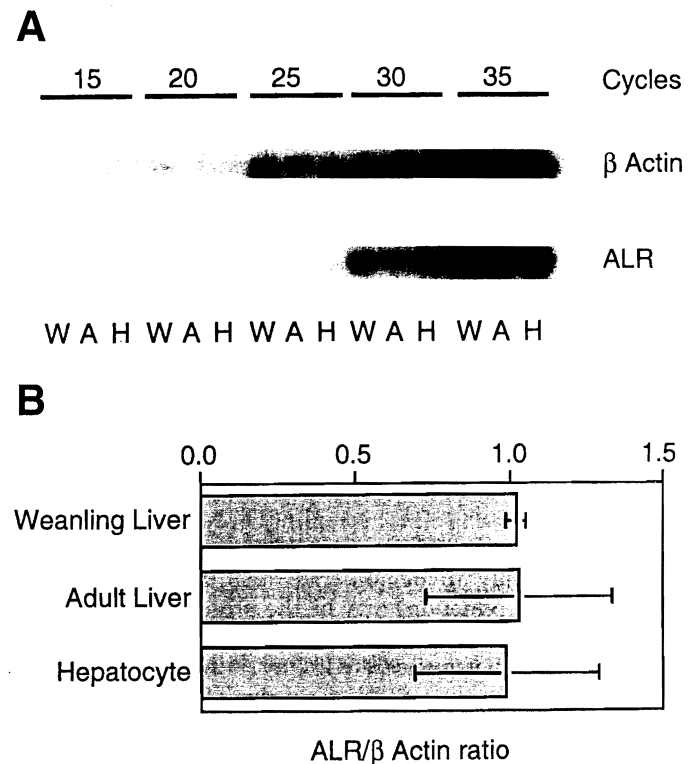 A
15 20 25 30 35 Cycles
β Actin
ALR
W A H W A H W A H W A H W A H
B
0.0 0.5 1.0 1.5
Weanling Liver
Adult Liver
Hepatocyte
ALR/β Actin ratio